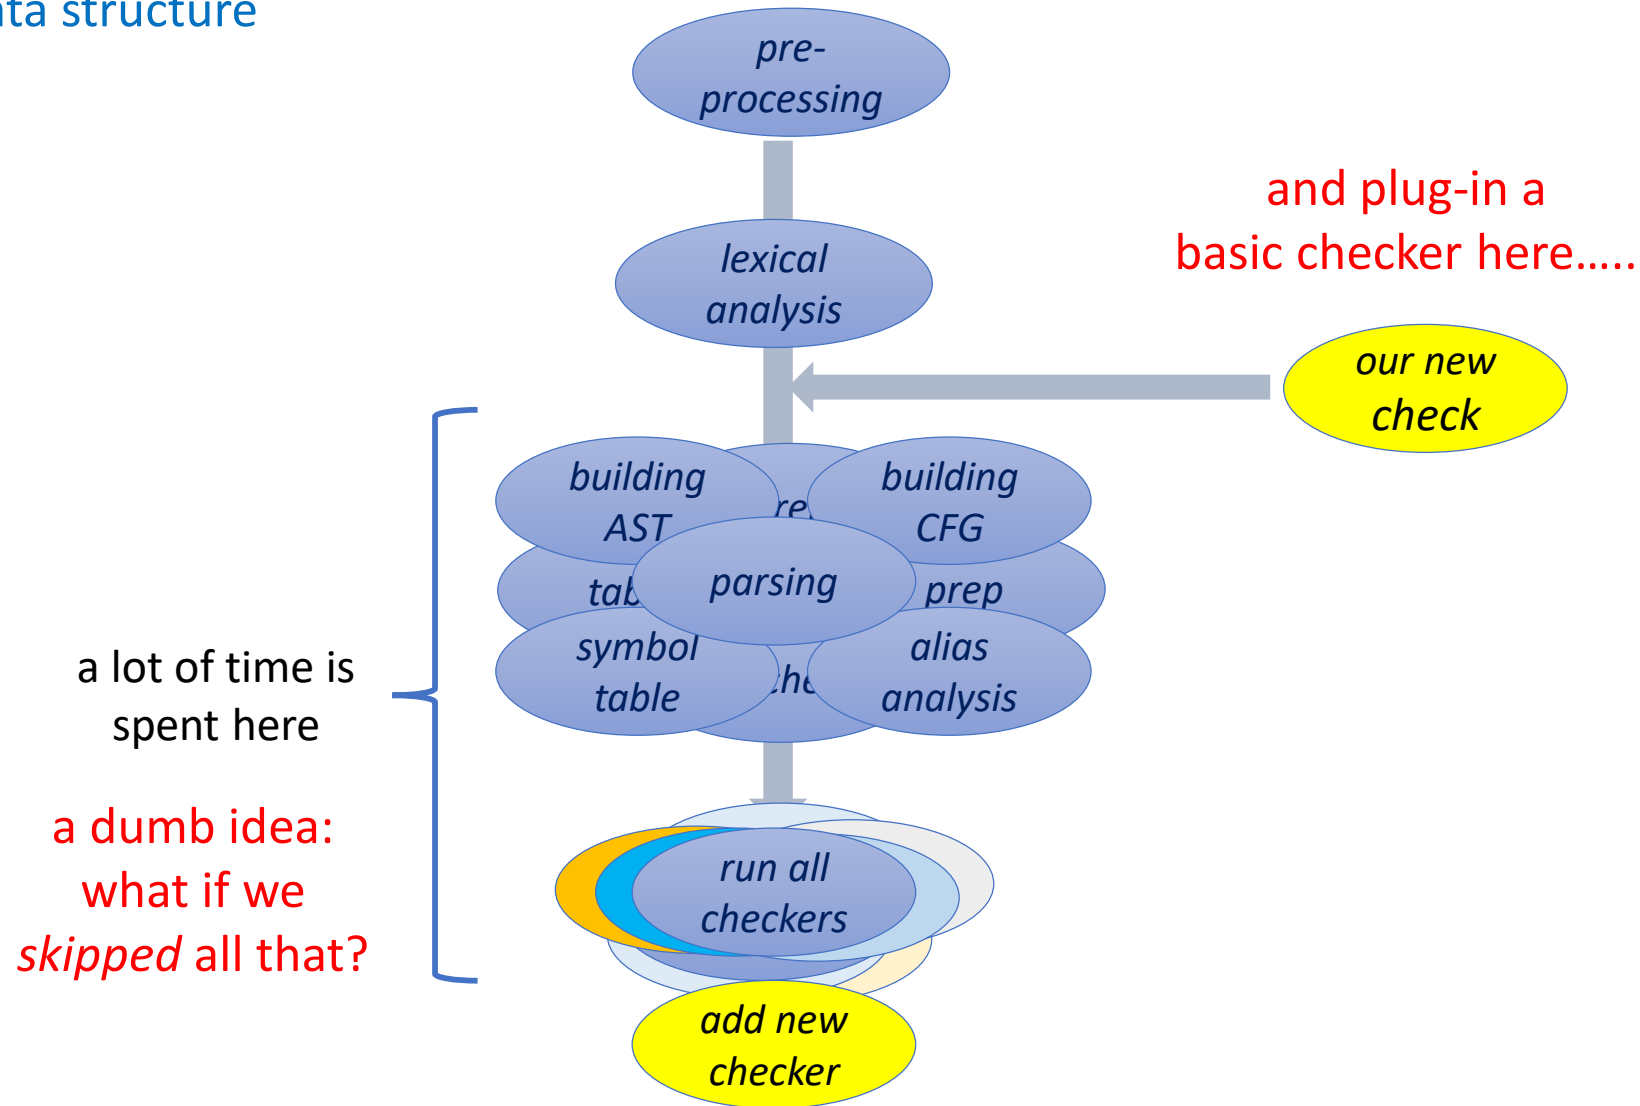 structure
pre-
processing
and plug-in a
basic checker here.....
lexical
analysis
our new
check
building
AST
building
CFG
parsing
prep
symbol
table
alias
analysis
a lot of time is
spent here
a dumb idea:
what if we
skipped all that?
run all
checkers
add new
checker